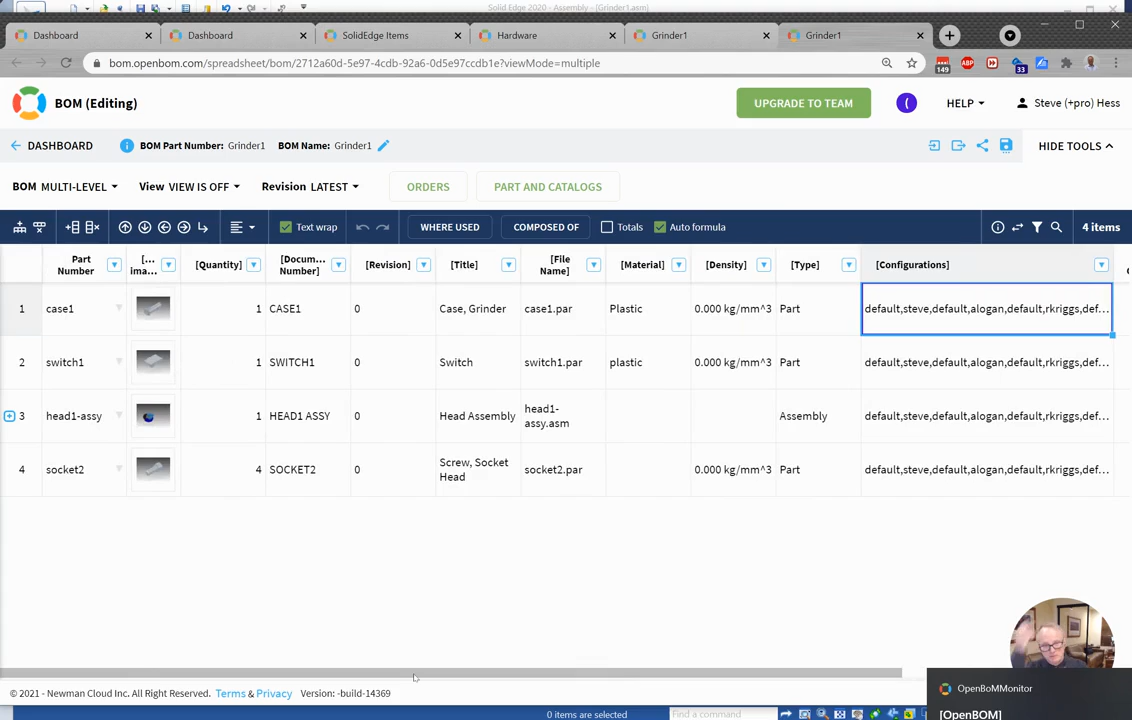 Solid Edge 2020 - Assembly - [Grinder1.asm]
Dashboard
Dashboard
SolidEdge Items
Hardware
Grinder1
Grinder1
bom.openbom.com/spreadsheet/bom/2712a60d-5e97-4cdb-92a6-0d5e97ccdb1e?viewMode=multiple
149
ABP
33
BOM (Editing)
UPGRADE TO TEAM
(
HELP
Steve (+pro) Hess
DASHBOARD
BOM Part Number: Grinder1
BOM Name: Grinder1
HIDE TOOLS
BOM MULTI-LEVEL
View VIEW IS OFF
Revision LATEST
ORDERS
PART AND CATALOGS
Text wrap
WHERE USED
COMPOSED OF
Totals
Auto formula
4 items
Part Number
[... ima...
[Quantity]
[Docum... Number]
[Revision]
[Title]
[File Name]
[Material]
[Density]
[Type]
[Configurations]
1 case1 1 CASE1 0 Case, Grinder case1.par Plastic 0.000 kg/mm^3 Part default,steve,default,alogan,default,rkriggs,def...
2 switch1 1 SWITCH1 0 Switch switch1.par plastic 0.000 kg/mm^3 Part default,steve,default,alogan,default,rkriggs,def...
3 head1-assy 1 HEAD1 ASSY 0 Head Assembly head1-assy.asm Assembly default,steve,default,alogan,default,rkriggs,def...
4 socket2 4 SOCKET2 0 Screw, Socket Head socket2.par 0.000 kg/mm^3 Part default,steve,default,alogan,default,rkriggs,def...
© 2021 - Newman Cloud Inc. All Right Reserved. Terms & Privacy Version: -build-14369
OpenBoMMonitor
[OpenBOM]
0 items are selected
Find a command